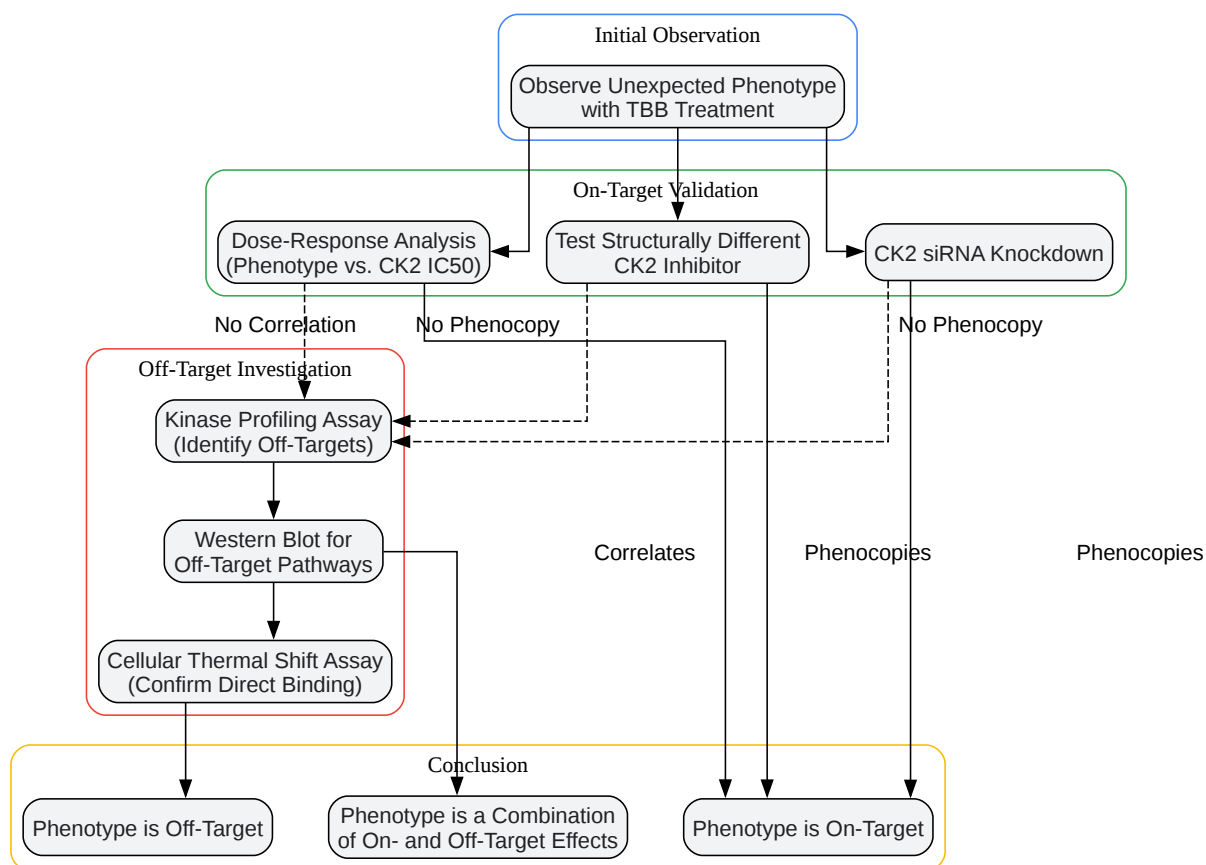 Initial Observation
Observe Unexpected Phenotype
with TBB Treatment
On-Target Validation
Dose-Response Analysis
(Phenotype vs. CK2 IC50)
Test Structurally Different
CK2 Inhibitor
CK2 siRNA Knockdown
No Correlation
No Phenocopy
No Phenocopy
Off-Target Investigation
Kinase Profiling Assay
(Identify Off-Targets)
Western Blot for
Off-Target Pathways
Correlates
Phenocopies
Phenocopies
Cellular Thermal Shift Assay
(Confirm Direct Binding)
Conclusion
Phenotype is Off-Target
Phenotype is a Combination
of On- and Off-Target Effects
Phenotype is On-Target